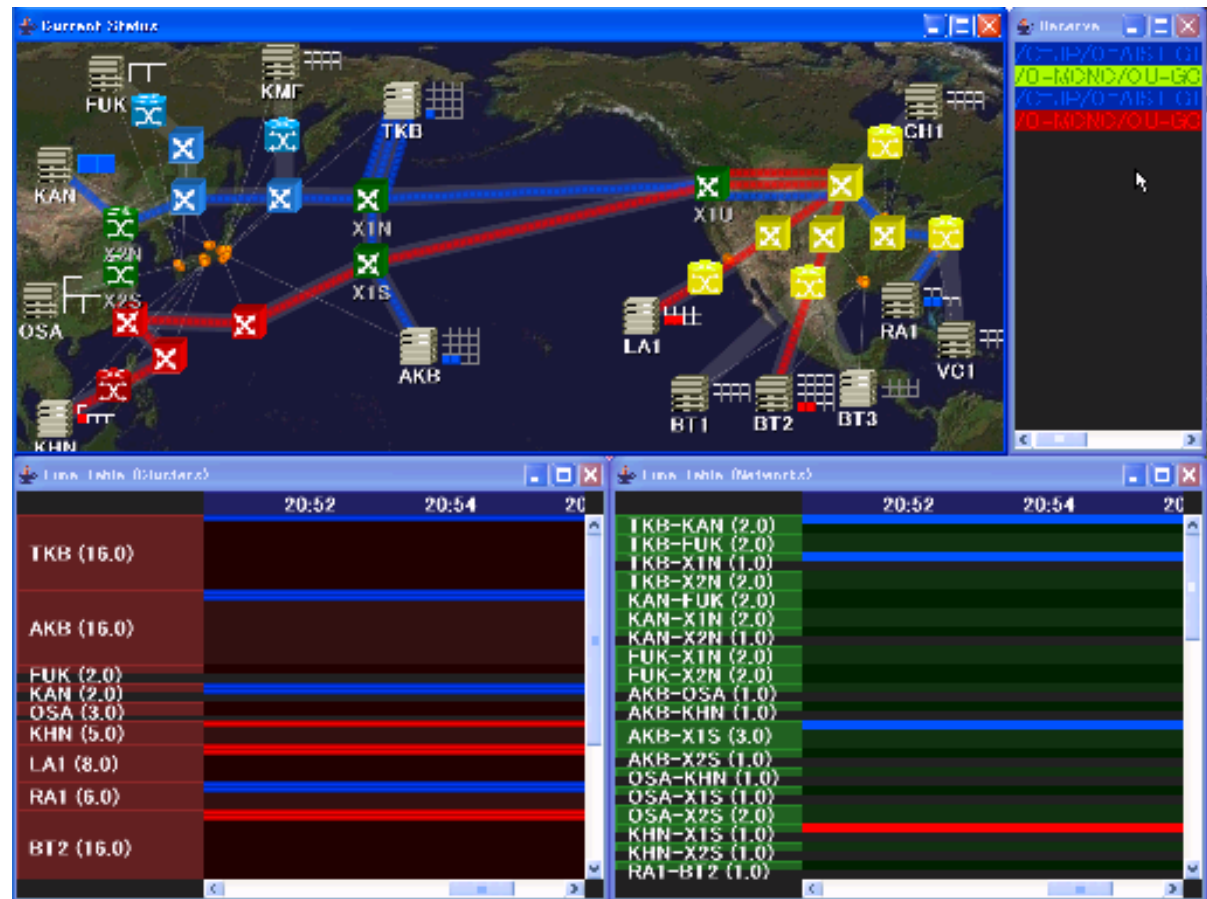 Current Status
Reserve
FUK
KMF
TKB
CH1
KAN
X1N
X1U
X2N
X2S
X1S
OSA
LA1
RA1
AKB
VC1
BT1
BT2
BT3
KHN
Time Table (Clusters)
20:52
20:54
20
TKB (16.0)
AKB (16.0)
FUK (2.0)
KAN (2.0)
OSA (3.0)
KHN (5.0)
LA1 (8.0)
RA1 (6.0)
BT2 (16.0)
Time Table (Networks)
20:52
20:54
20
TKB-KAN (2.0)
TKB-FUK (2.0)
TKB-X1N (1.0)
TKB-X2N (2.0)
KAN-FUK (2.0)
KAN-X1N (2.0)
KAN-X2N (1.0)
FUK-X1N (2.0)
FUK-X2N (2.0)
AKB-OSA (1.0)
AKB-KHN (1.0)
AKB-X1S (3.0)
AKB-X2S (1.0)
OSA-KHN (1.0)
OSA-X1S (1.0)
OSA-X2S (2.0)
KHN-X1S (1.0)
KHN-X2S (1.0)
RA1-BT2 (1.0)